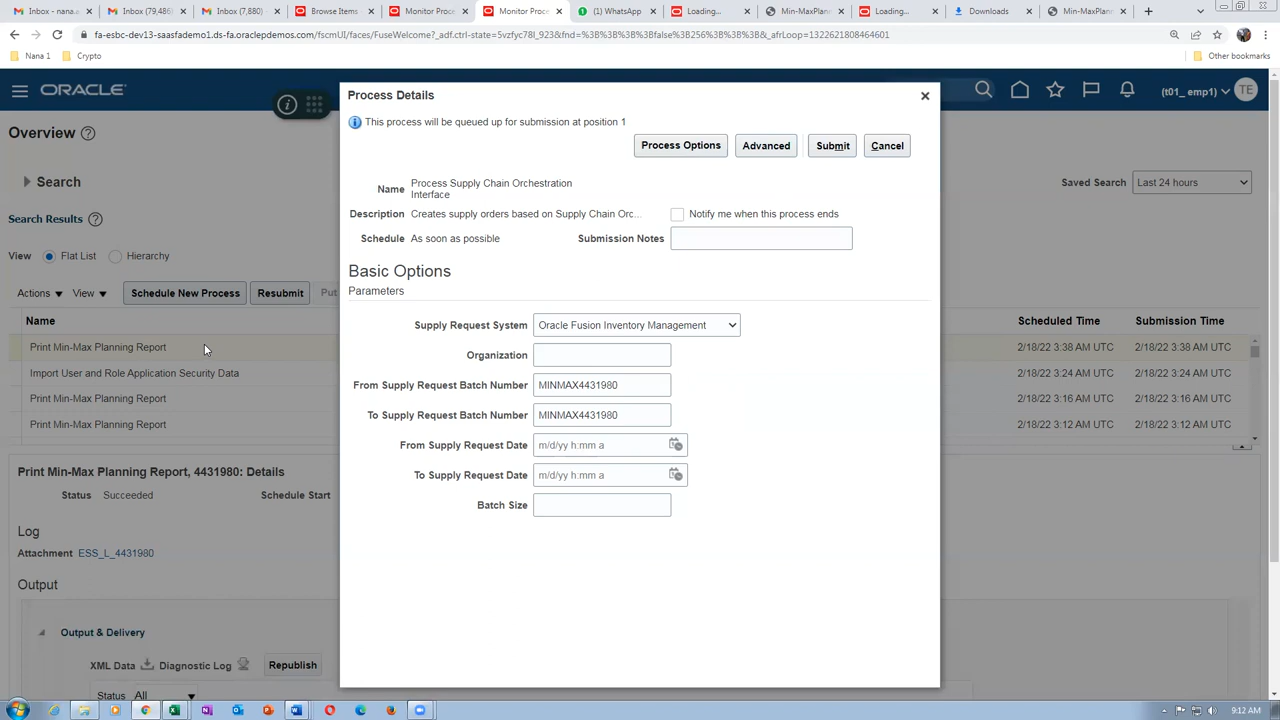 Inbox - nana.a
Inbox (79,486)
Inbox (7,880)
Browse Items
Monitor Proce
Monitor Proce
(1) WhatsApp
Loading...
Min-MaxPlan
Loading...
Downloads
Min-MaxPlan
fa-esbc-dev13-saasfademo1.ds-fa.oraclepdemos.com/fscmUI/faces/FuseWelcome?_adf.ctrl-state=5vzfyc78l_923&fnd=%3B%3B%3B%3Bfalse%3B256%3B%3B%3B&_afrLoop=1322621808464601
Nana 1
Crypto
Other bookmarks
ORACLE
(t01_ emp1)
TE
Overview
Search
Saved Search
Last 24 hours
Search Results
View
Flat List
Hierarchy
Actions
View
Schedule New Process
Resubmit
Put
Name
Scheduled Time
Submission Time
Print Min-Max Planning Report
2/18/22 3:38 AM UTC
2/18/22 3:38 AM UTC
Import User and Role Application Security Data
2/18/22 3:24 AM UTC
2/18/22 3:24 AM UTC
Print Min-Max Planning Report
2/18/22 3:16 AM UTC
2/18/22 3:16 AM UTC
Print Min-Max Planning Report
2/18/22 3:12 AM UTC
2/18/22 3:12 AM UTC
Print Min-Max Planning Report, 4431980: Details
Status Succeeded
Schedule Start
Log
Attachment ESS_L_4431980
Output
Output & Delivery
XML Data
Diagnostic Log
Republish
Status All
Process Details
This process will be queued up for submission at position 1
Process Options
Advanced
Submit
Cancel
Name Process Supply Chain Orchestration
Interface
Description Creates supply orders based on Supply Chain Orc...
Notify me when this process ends
Schedule As soon as possible
Submission Notes
Basic Options
Parameters
Supply Request System Oracle Fusion Inventory Management
Organization
From Supply Request Batch Number MINMAX4431980
To Supply Request Batch Number MINMAX4431980
From Supply Request Date m/d/yy h:mm a
To Supply Request Date m/d/yy h:mm a
Batch Size
9:12 AM